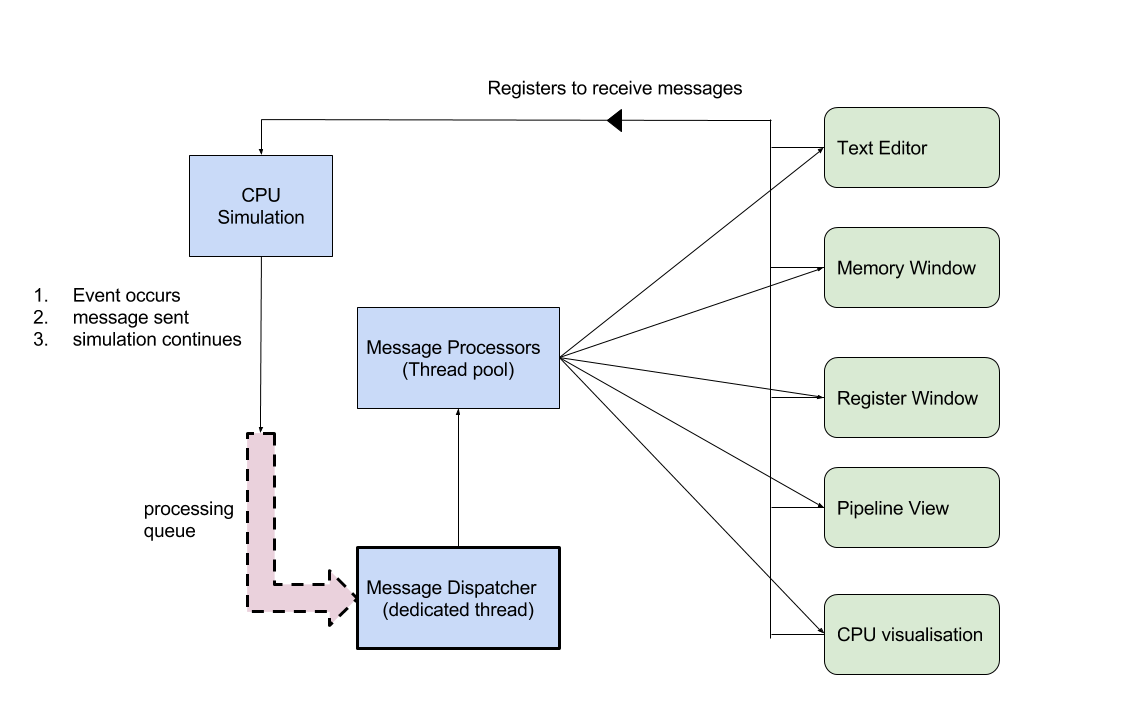 Registers to receive messages
Text Editor
CPU
Simulation
Memory Window
1. Event occurs
2. message sent
3. simulation continues
Message Processors
(Thread pool)
Register Window
Pipeline View
processing
queue
Message Dispatcher
(dedicated thread)
CPU visualisation